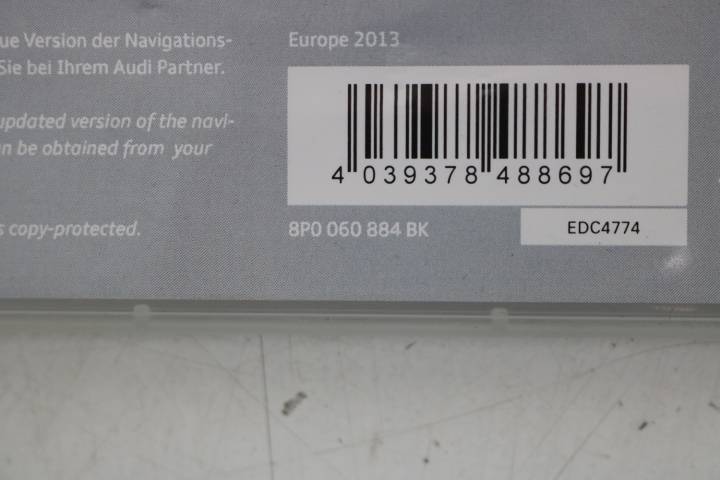 ue Version der Navigations-
Sie bei Ihrem Audi Partner.
updated version of the navi-
an be obtained from your
s copy-protected.
Europe 2013
4 039378 488697
8P0 060 884 BK
EDC4774